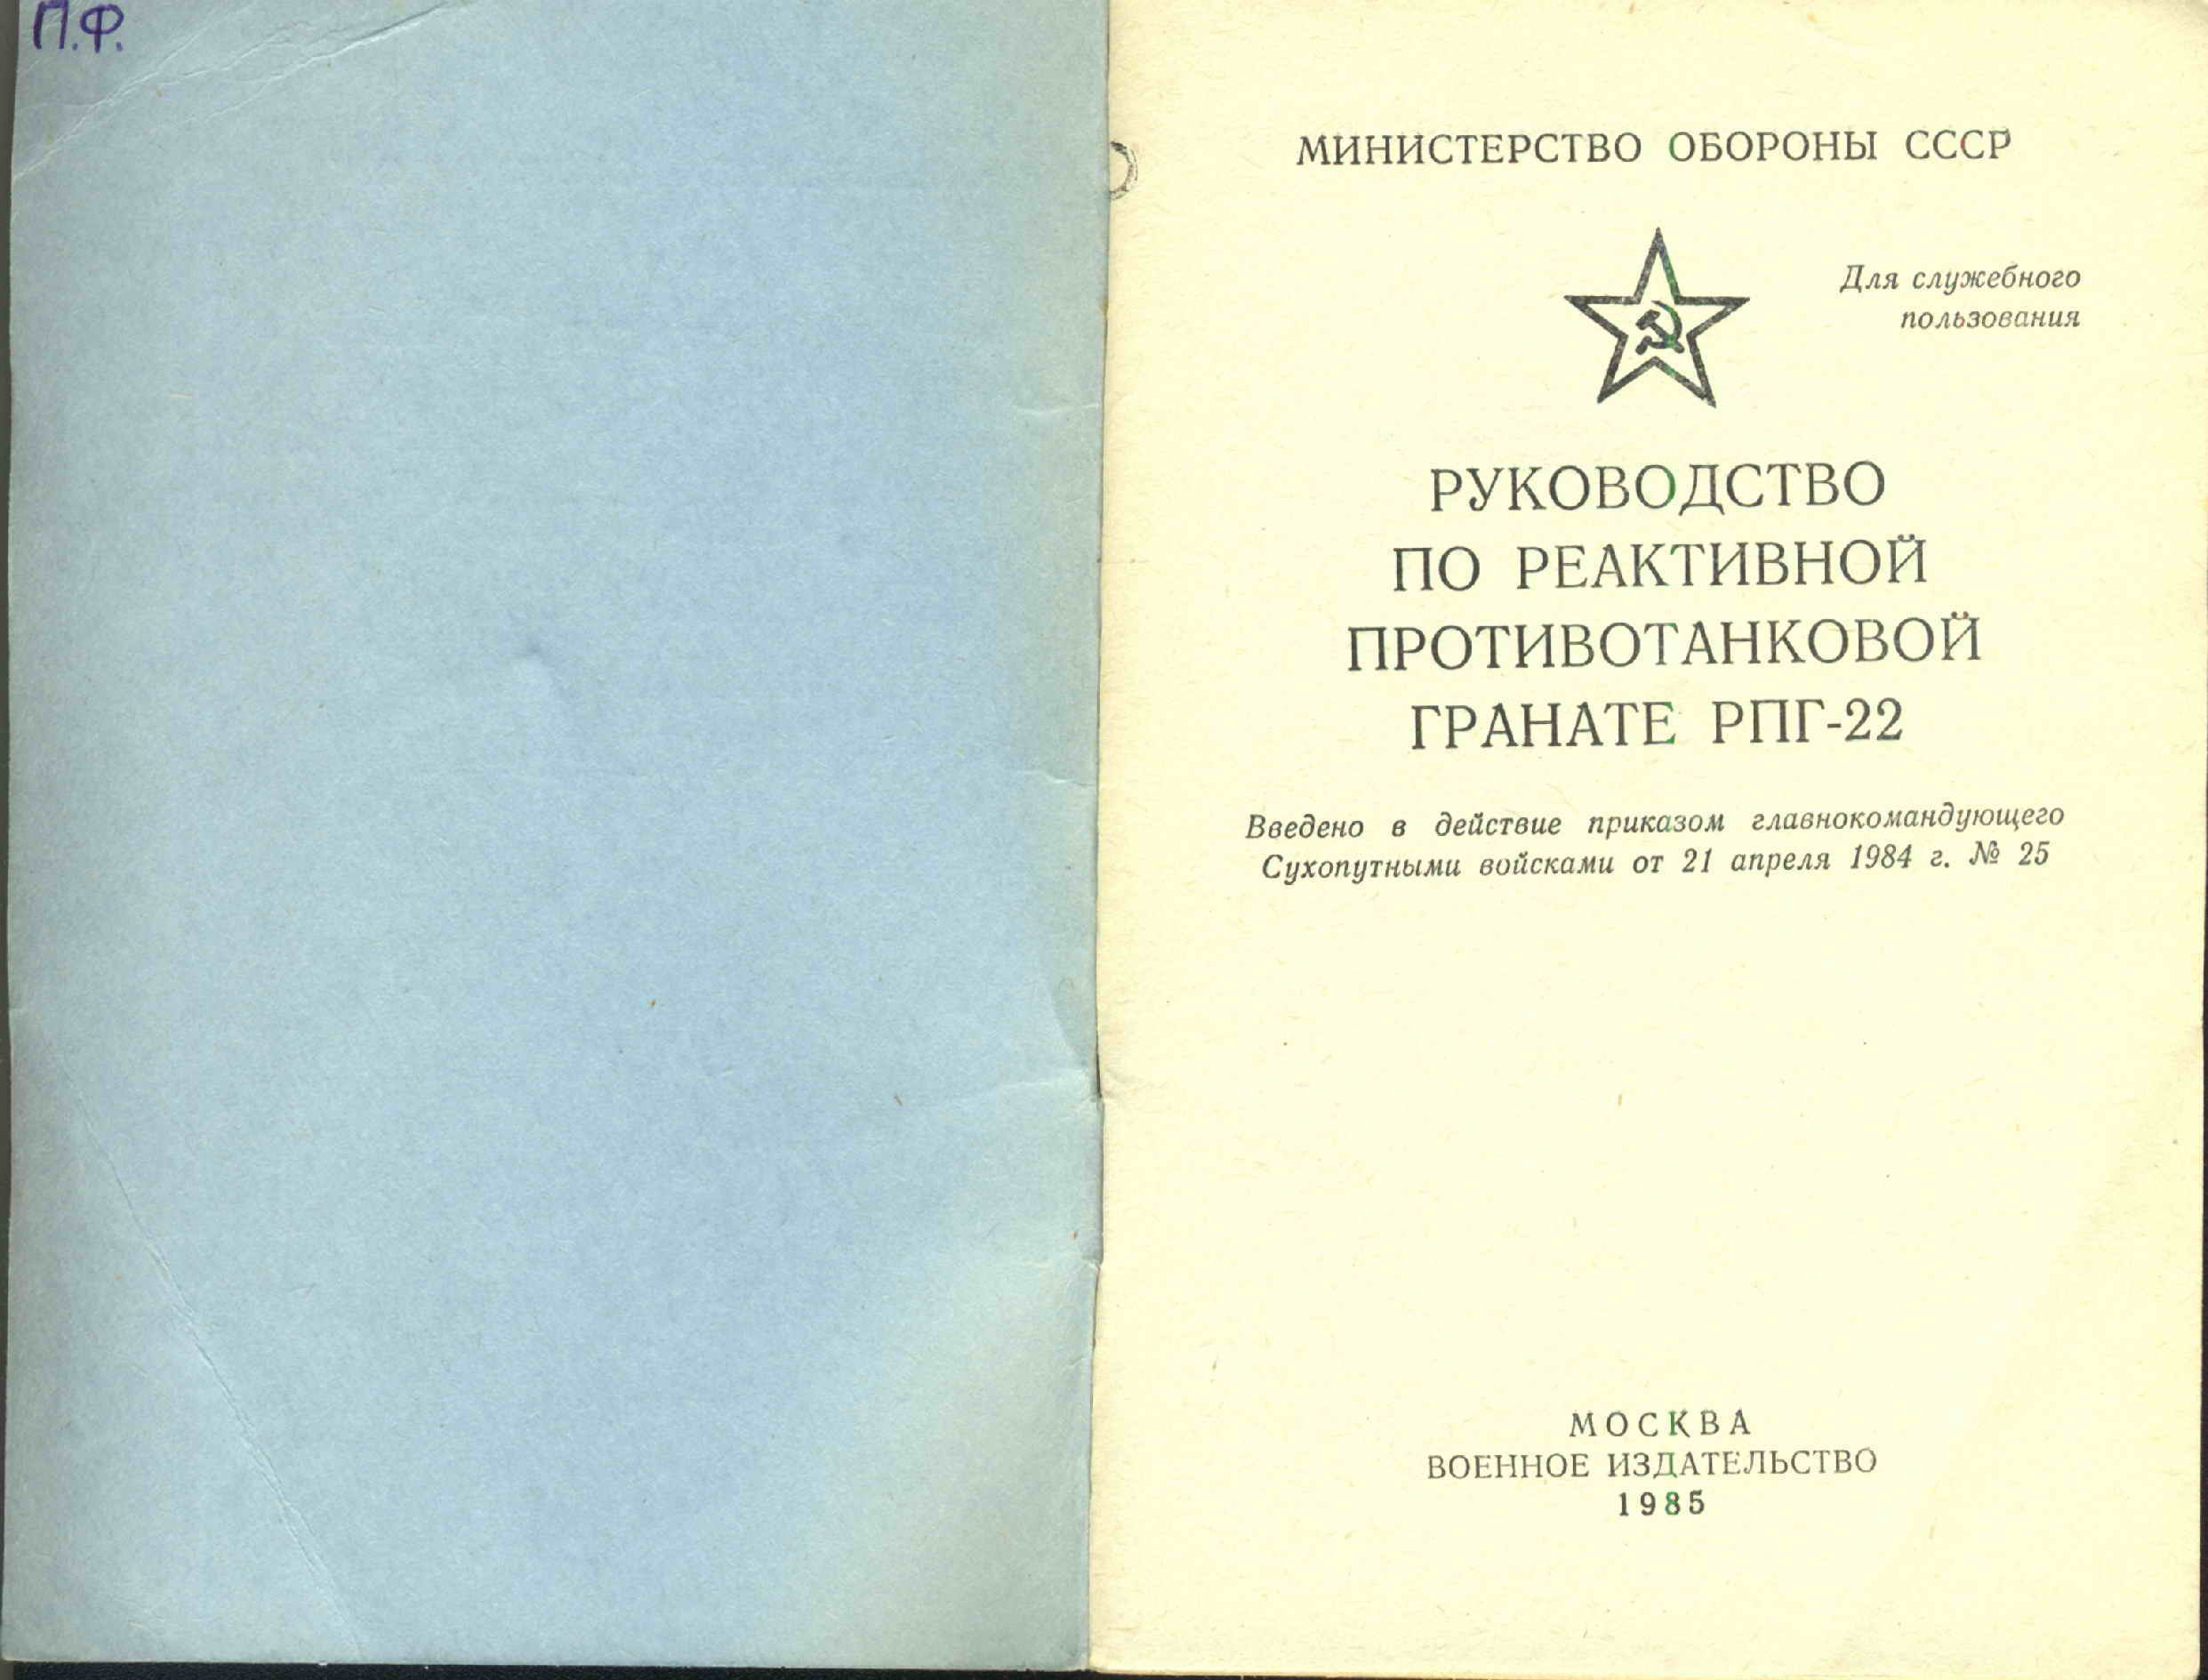 П.Ф.
МИНИСТЕРСТВО ОБОРОНЫ СССР
Для служебного
пользования
РУКОВОДСТВО
ПО РЕАКТИВНОЙ
ПРОТИВОТАНКОВОЙ
ГРАНАТЕ РПГ-22
Введено в действие приказом главнокомандующего
Сухопутными войсками от 21 апреля 1984 г. № 25
МОСКВА
ВОЕННОЕ ИЗДАТЕЛЬСТВО
1985